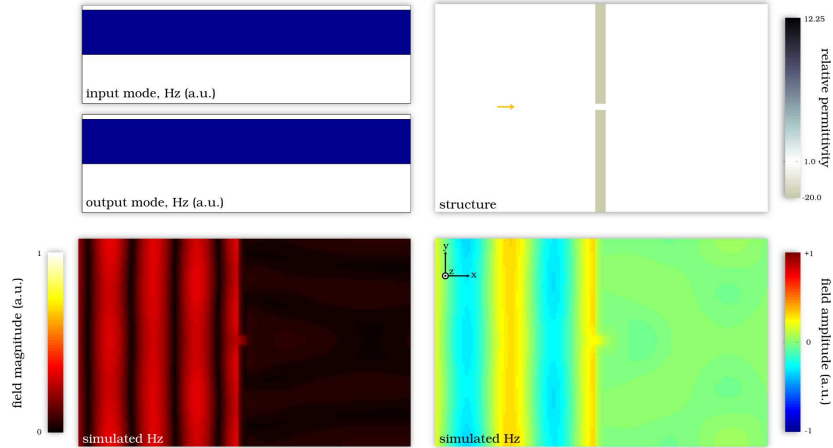 input mode, Hz (a.u.)
output mode, Hz (a.u.)
structure
12.25
1.0
-20.0
relative permittivity
field magnitude (a.u.)
1
0
simulated Hz
y
z
x
simulated Hz
+1
0
-1
field amplitude (a.u.)